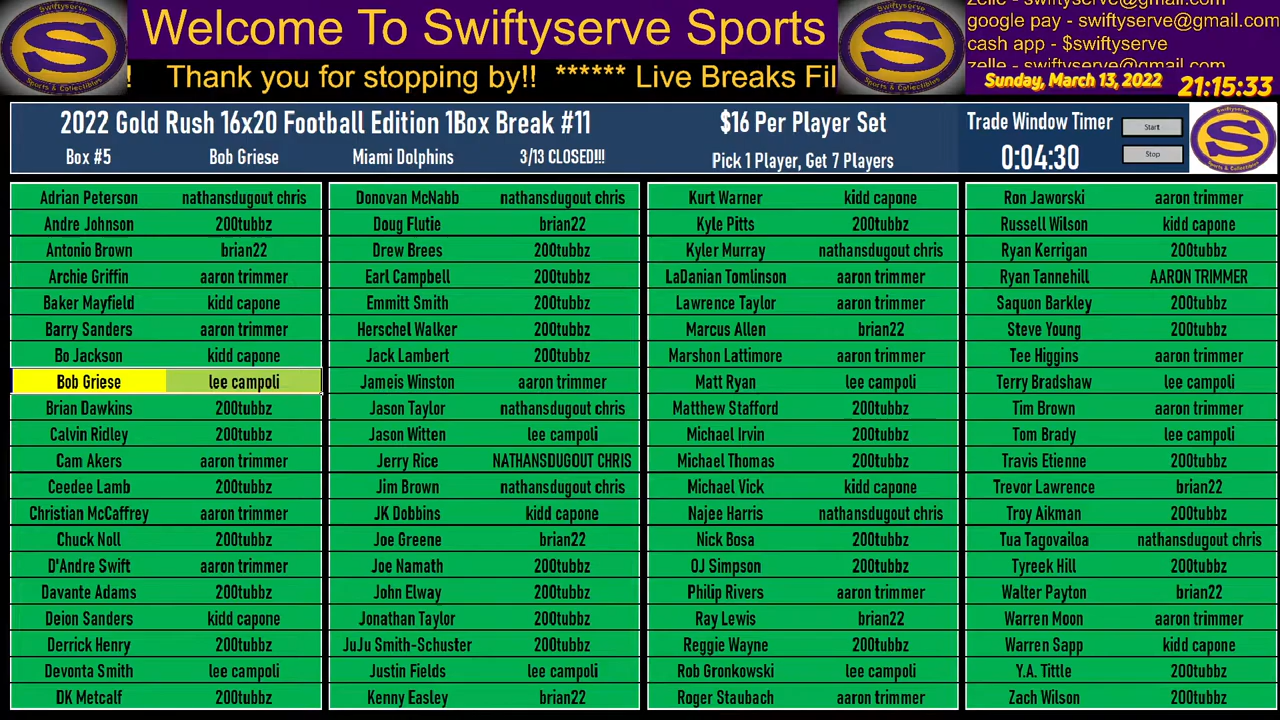 Welcome To Swiftyserve Sports
! Thank you for stopping by!! ****** Live Breaks Fil
zelle - swiftyserve@gmail.com
google pay - swiftyserve@gmail.com
cash app - $swiftyserve
zelle - swiftyserve@gmail.com
Sunday, March 13, 2022 21:15:33
2022 Gold Rush 16x20 Football Edition 1Box Break #11
$16 Per Player Set
Trade Window Timer
Start
Box #5 Bob Griese Miami Dolphins 3/13 CLOSED!!!
Pick 1 Player, Get 7 Players
0:04:30
Stop
Swiftyserve
S
Sports & Collectibles
Adrian Peterson nathansdugout chris Donovan McNabb nathansdugout chris Kurt Warner kidd capone Ron Jaworski aaron trimmer
Andre Johnson 200tubbz Doug Flutie brian22 Kyle Pitts 200tubbz Russell Wilson kidd capone
Antonio Brown brian22 Drew Brees 200tubbz Kyler Murray nathansdugout chris Ryan Kerrigan 200tubbz
Archie Griffin aaron trimmer Earl Campbell 200tubbz LaDanian Tomlinson aaron trimmer Ryan Tannehill AARON TRIMMER
Baker Mayfield kidd capone Emmitt Smith 200tubbz Lawrence Taylor aaron trimmer Saquon Barkley 200tubbz
Barry Sanders aaron trimmer Herschel Walker 200tubbz Marcus Allen brian22 Steve Young 200tubbz
Bo Jackson kidd capone Jack Lambert 200tubbz Marshon Lattimore aaron trimmer Tee Higgins aaron trimmer
Bob Griese lee campoli Jameis Winston aaron trimmer Matt Ryan lee campoli Terry Bradshaw lee campoli
Brian Dawkins 200tubbz Jason Taylor nathansdugout chris Matthew Stafford 200tubbz Tim Brown aaron trimmer
Calvin Ridley 200tubbz Jason Witten lee campoli Michael Irvin 200tubbz Tom Brady lee campoli
Cam Akers aaron trimmer Jerry Rice NATHANSDUGOUT CHRIS Michael Thomas 200tubbz Travis Etienne 200tubbz
Ceedee Lamb 200tubbz Jim Brown nathansdugout chris Michael Vick kidd capone Trevor Lawrence brian22
Christian McCaffrey aaron trimmer JK Dobbins kidd capone Najee Harris nathansdugout chris Troy Aikman 200tubbz
Chuck Noll 200tubbz Joe Greene brian22 Nick Bosa 200tubbz Tua Tagovailoa nathansdugout chris
D'Andre Swift aaron trimmer Joe Namath 200tubbz OJ Simpson 200tubbz Tyreek Hill 200tubbz
Davante Adams 200tubbz John Elway 200tubbz Philip Rivers aaron trimmer Walter Payton brian22
Deion Sanders kidd capone Jonathan Taylor 200tubbz Ray Lewis brian22 Warren Moon aaron trimmer
Derrick Henry 200tubbz JuJu Smith-Schuster 200tubbz Reggie Wayne 200tubbz Warren Sapp kidd capone
Devonta Smith lee campoli Justin Fields lee campoli Rob Gronkowski lee campoli Y.A. Tittle 200tubbz
DK Metcalf 200tubbz Kenny Easley brian22 Roger Staubach aaron trimmer Zach Wilson 200tubbz